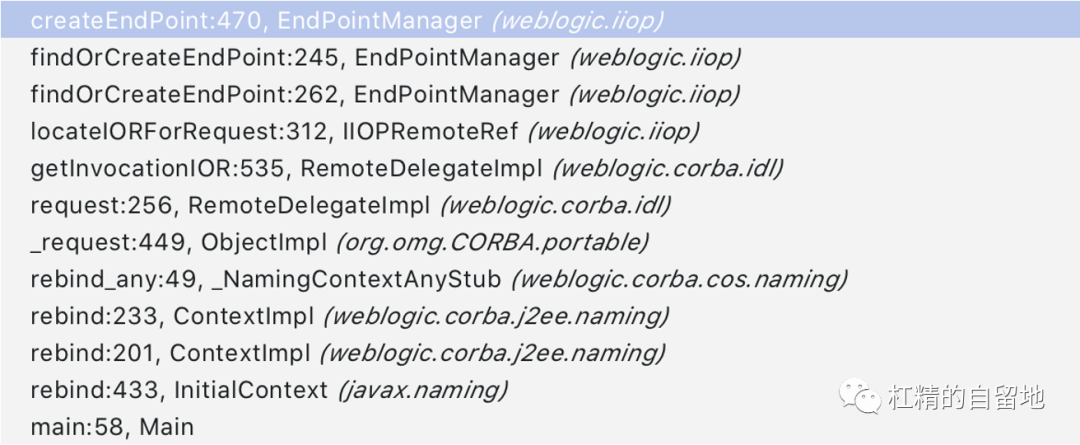 createEndPoint:470, EndPointManager (weblogic.iiop)
findOrCreateEndPoint:245, EndPointManager (weblogic.iiop)
findOrCreateEndPoint:262, EndPointManager (weblogic.iiop)
locateIORForRequest:312, IIOPRemoteRef (weblogic.iiop)
getInvocationIOR:535, RemoteDelegateImpl (weblogic.corba.idl)
request:256, RemoteDelegateImpl (weblogic.corba.idl)
_request:449, ObjectImpl (org.omg.CORBA.portable)
rebind_any:49, _NamingContextAnyStub (weblogic.corba.cos.naming)
rebind:233, ContextImpl (weblogic.corba.j2ee.naming)
rebind:201, ContextImpl (weblogic.corba.j2ee.naming)
rebind:433, InitialContext (javax.naming)
main:58, Main
杠精的自留地